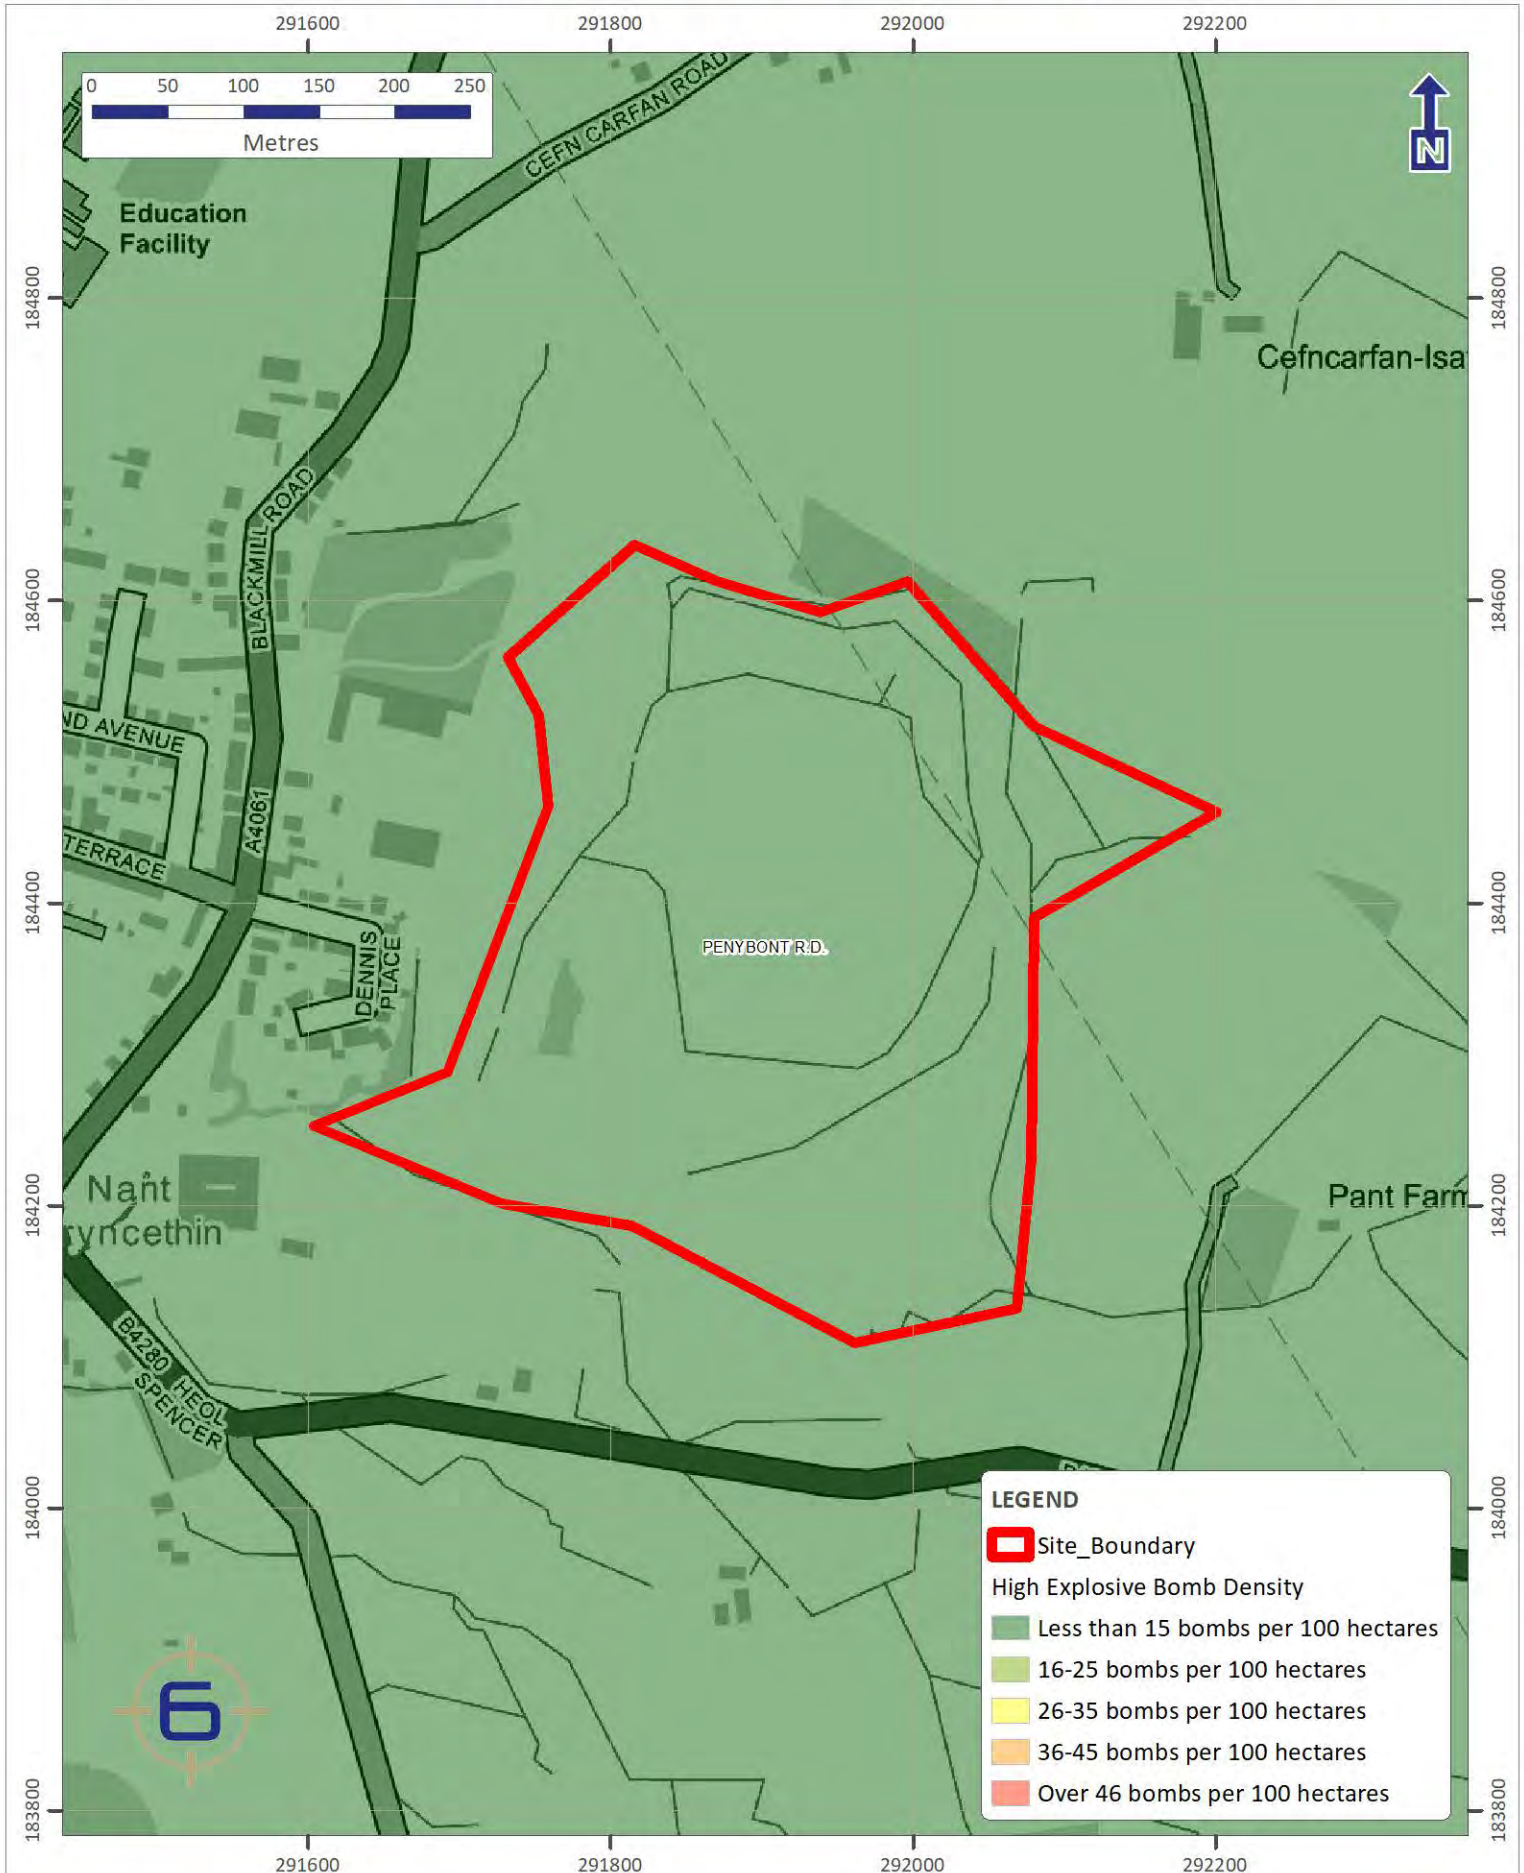 291600 291800 292000 292200
0 50 100 150 200 250
Metres
N
CEFN CARFAN ROAD
Education
Facility
184800 184800
Cefncarfan-Isa
BLACKMILL ROAD
184600 184600
ND AVENUE
A4061
TERRACE
184400 184400
DENNIS
PLACE
PENYBONT R.D.
184200 184200
Nant
ryncethin
Pant Farm
B4280 HEOL
SPENCER
184000 184000
LEGEND
Site_Boundary
High Explosive Bomb Density
Less than 15 bombs per 100 hectares
16-25 bombs per 100 hectares
26-35 bombs per 100 hectares
36-45 bombs per 100 hectares
Over 46 bombs per 100 hectares
6
183800 183800
291600 291800 292000 292200